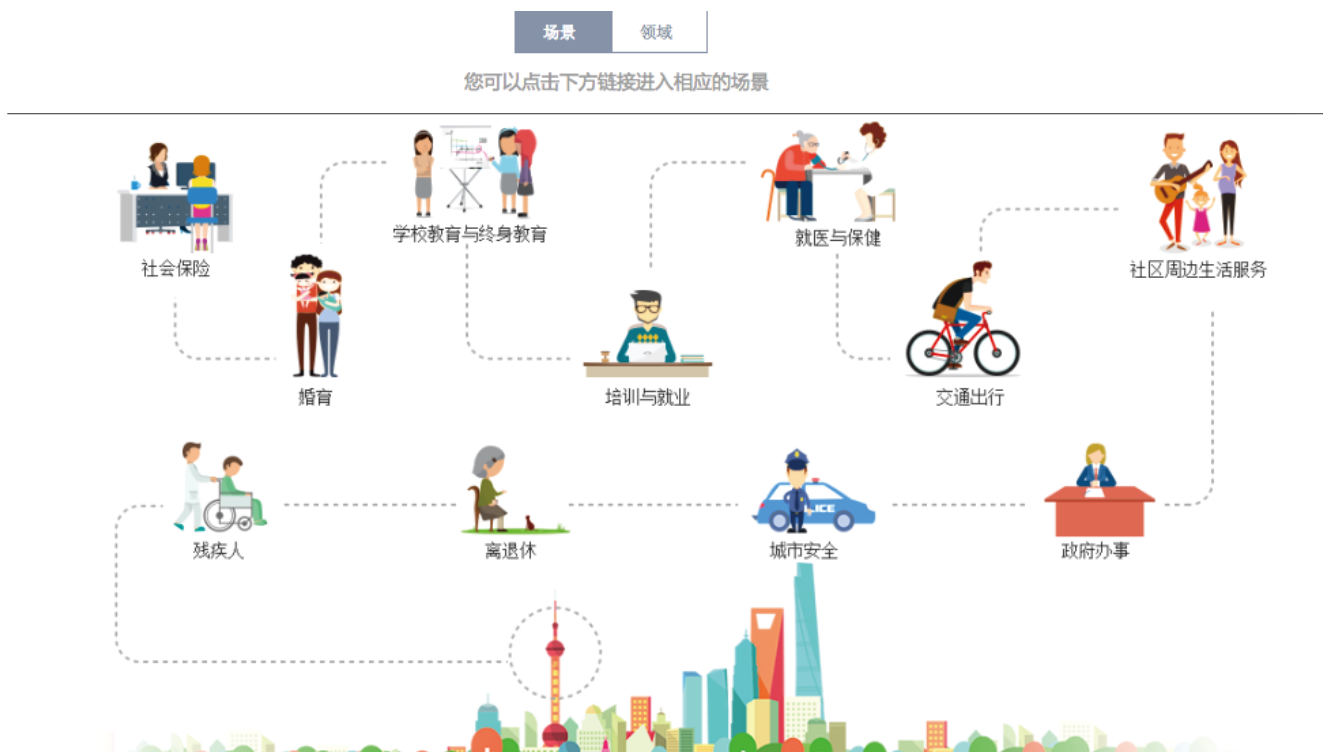 场景
领域
您可以点击下方链接进入相应的场景
社会保险
学校教育与终身教育
就医与保健
社区周边生活服务
婚育
培训与就业
交通出行
残疾人
离退休
城市安全
政府办事